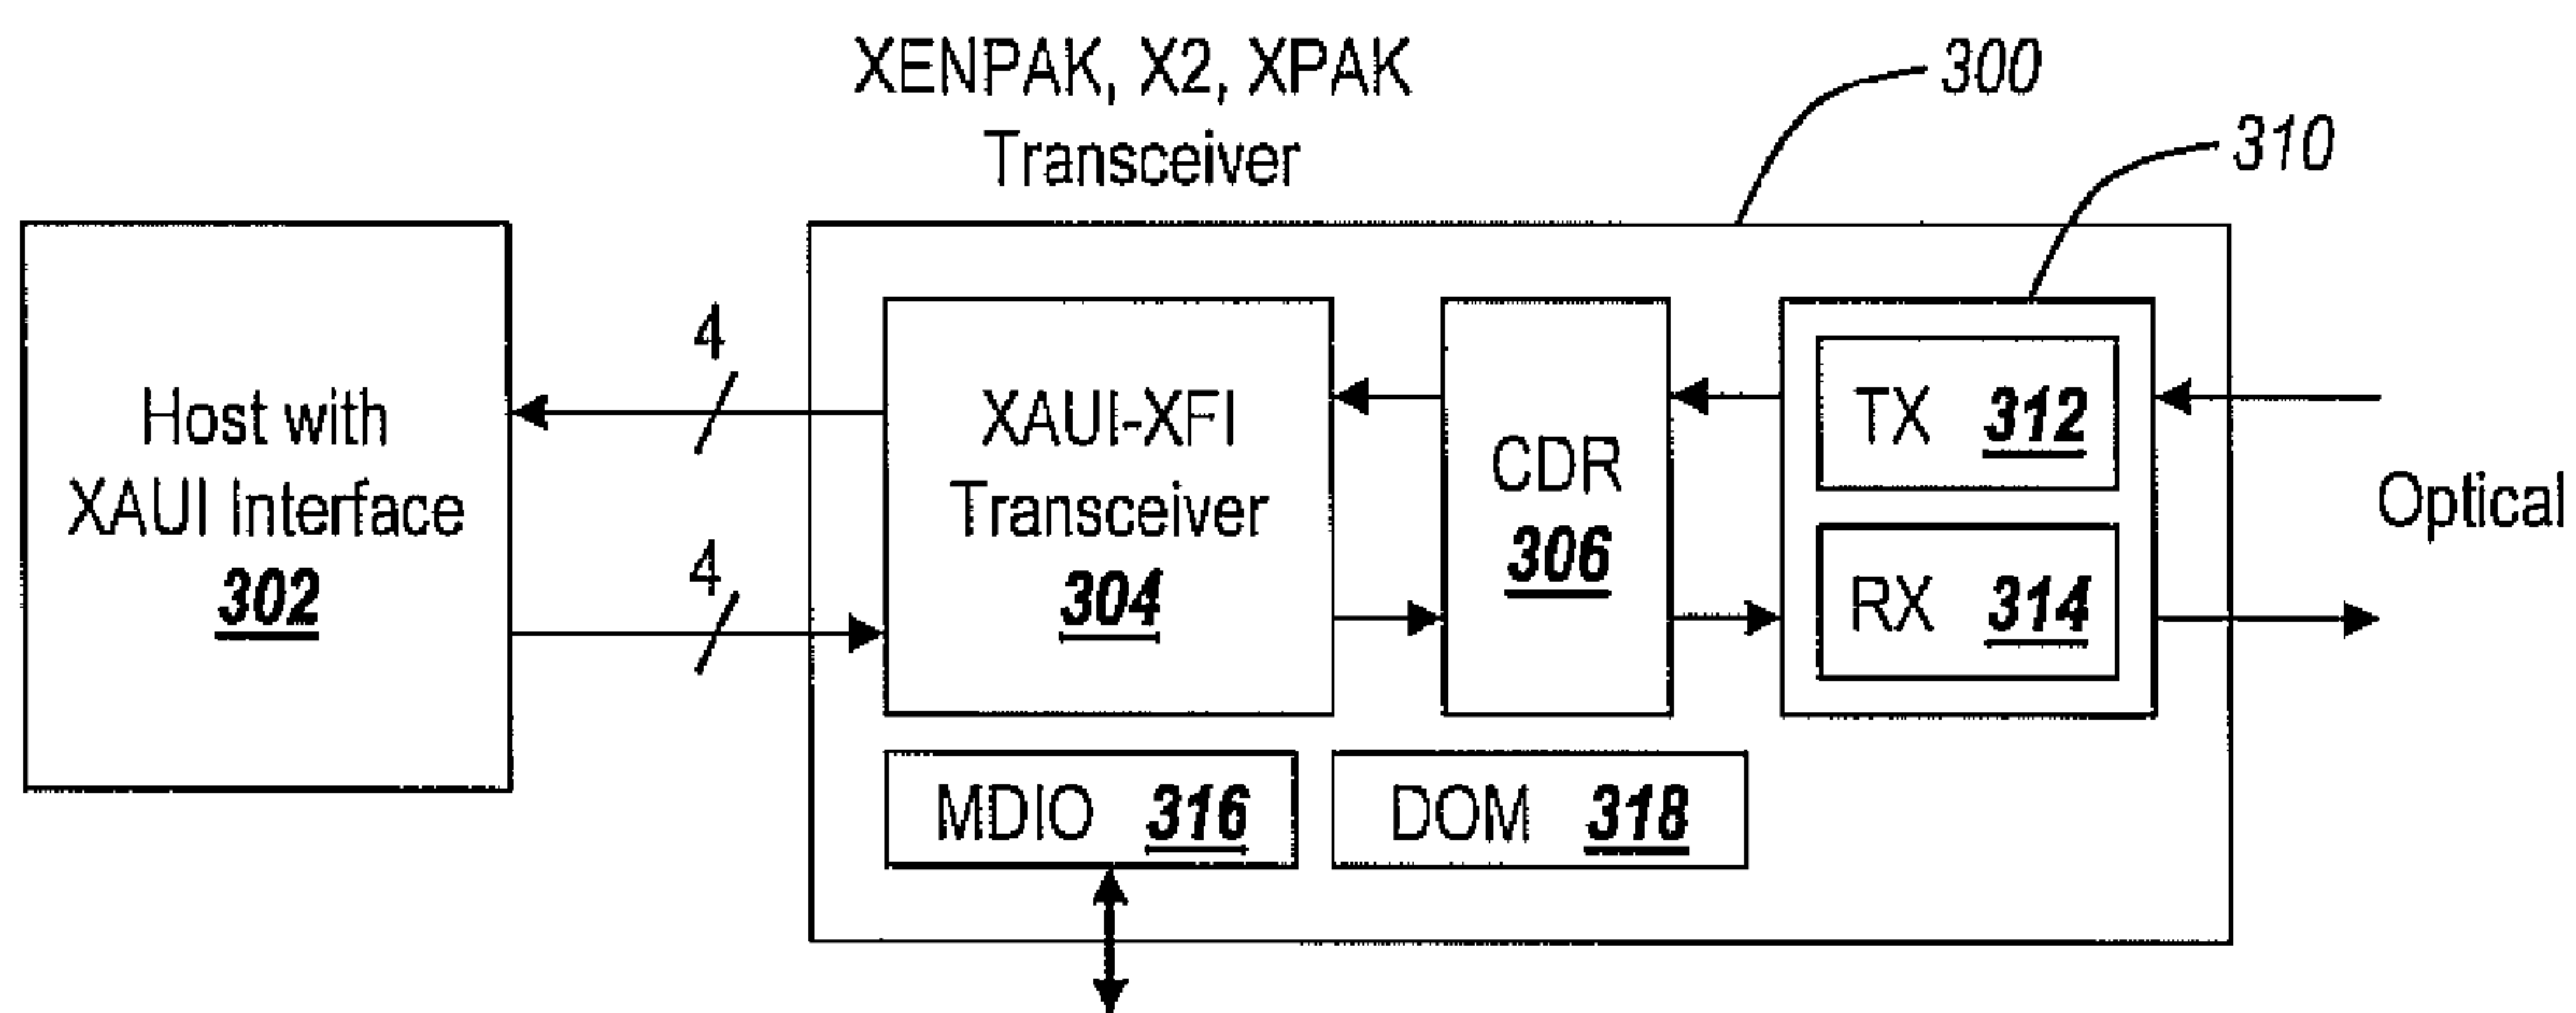 XENPAK, X2, XPAK
Transceiver
300
310
Host with
XAUI Interface
302
4
4
XAUI-XFI
Transceiver
304
CDR
306
TX 312
RX 314
Optical
MDIO 316
DOM 318